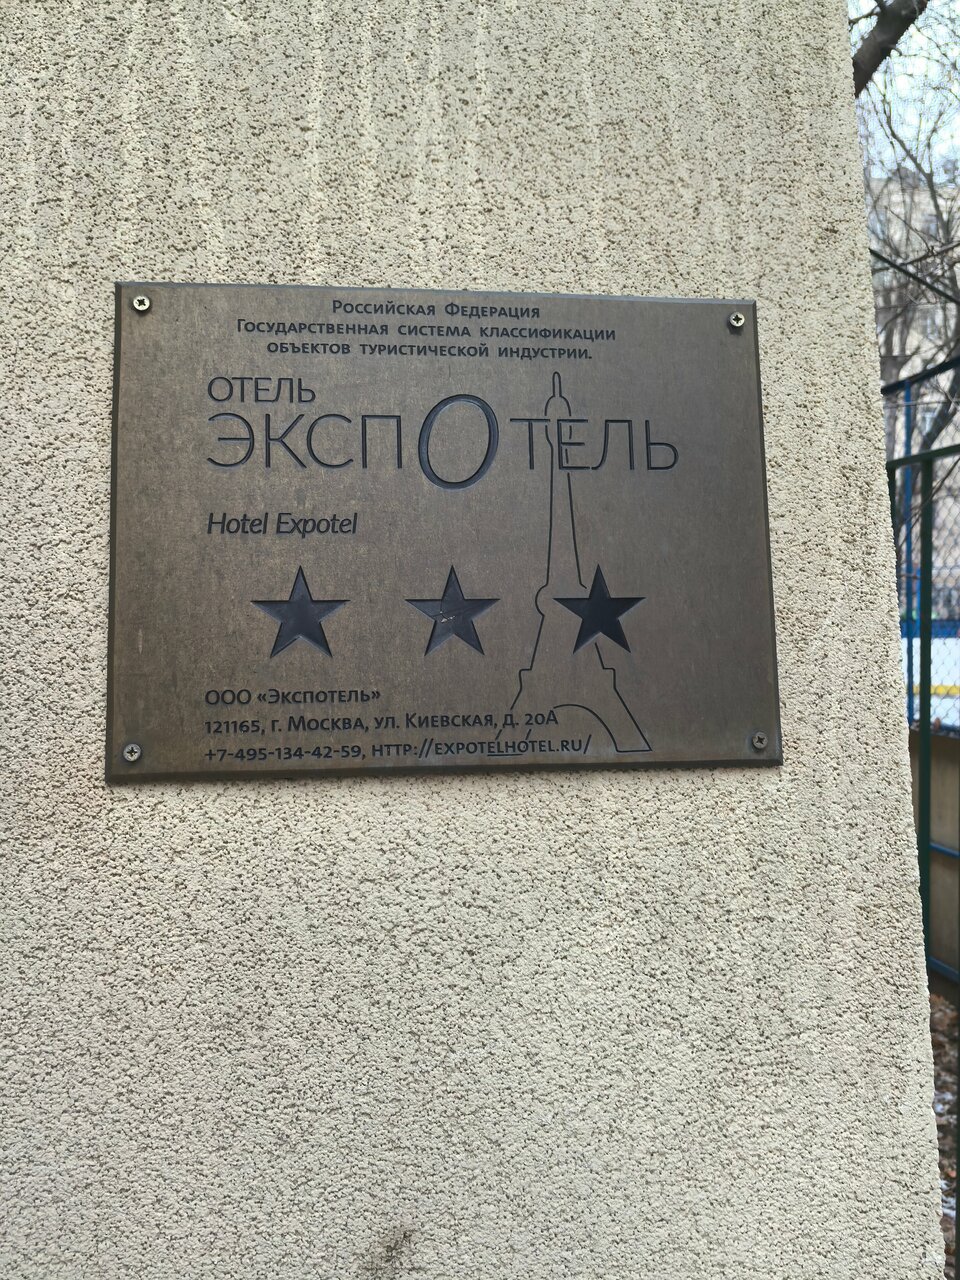 Российская Федерация
Государственная система классификации
объектов туристической индустрии.
ОТЕЛЬ
ЭКСПОТЕЛЬ
Hotel Expotel
ООО «Экспотель»
121165, г. Москва, ул. Киевская, д. 20А
+7-495-134-42-59, HTTP://EXPOTELHOTEL.RU/